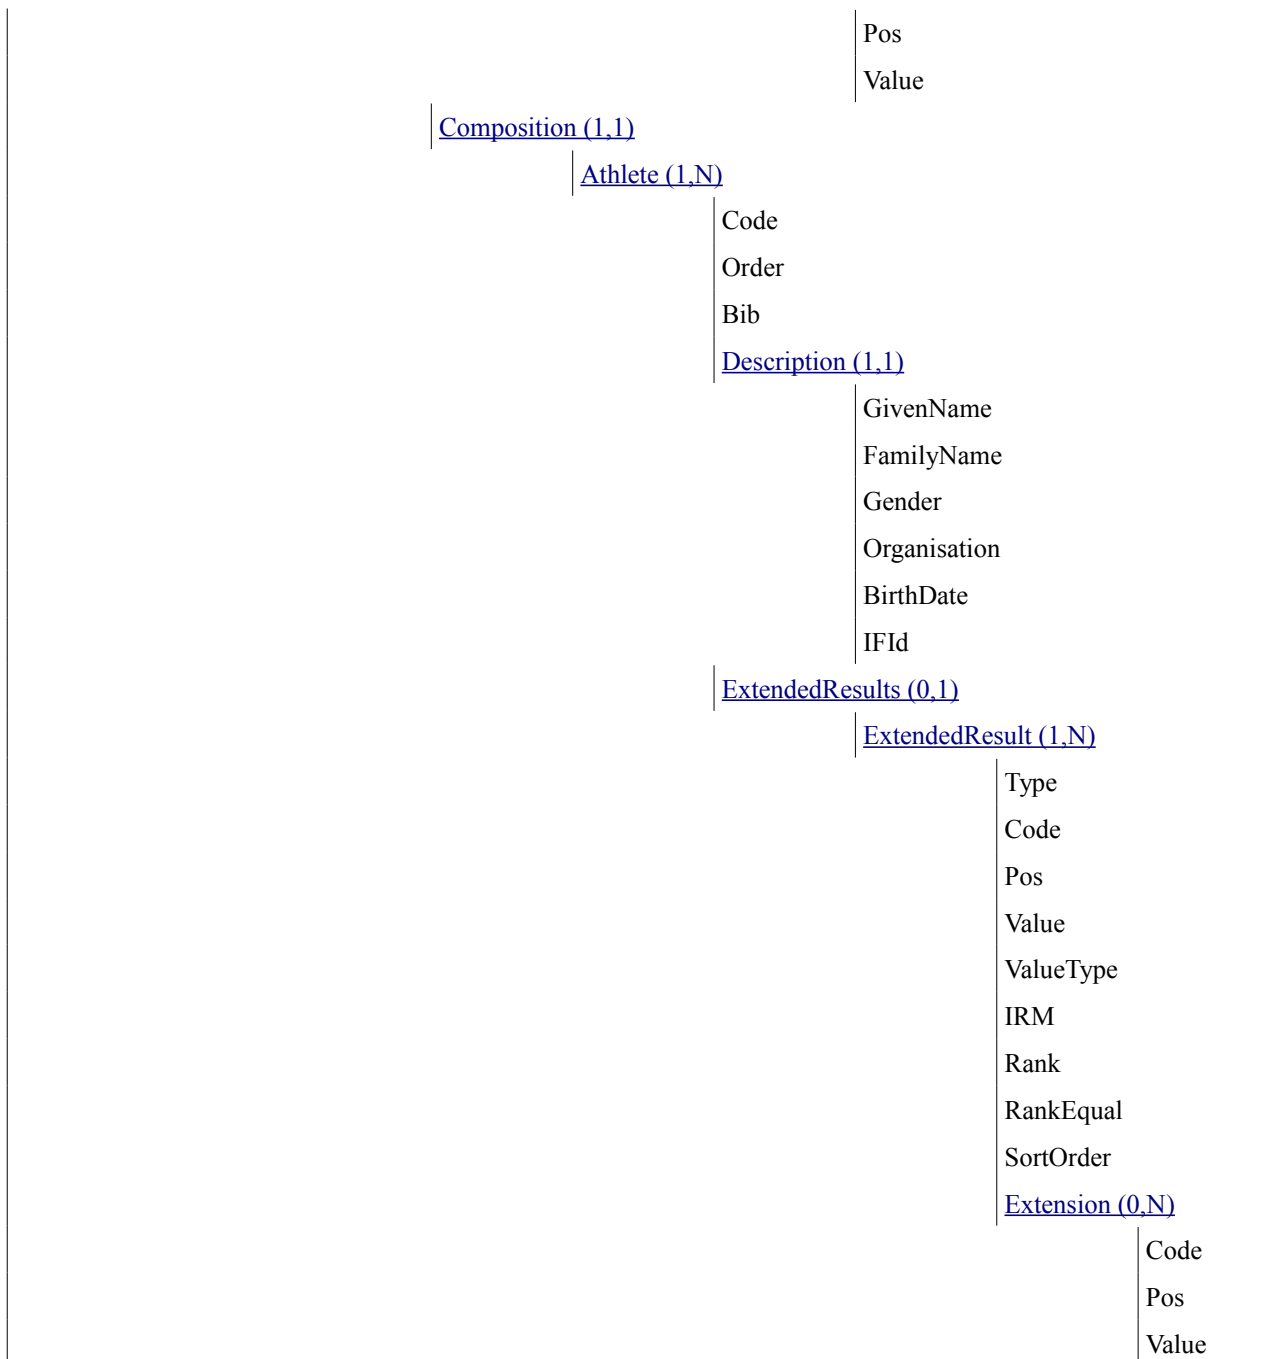 Pos
Value
Composition (1,1)
Athlete (1,N)
Code
Order
Bib
Description (1,1)
GivenName
FamilyName
Gender
Organisation
BirthDate
IFId
ExtendedResults (0,1)
ExtendedResult (1,N)
Type
Code
Pos
Value
ValueType
IRM
Rank
RankEqual
SortOrder
Extension (0,N)
Code
Pos
Value